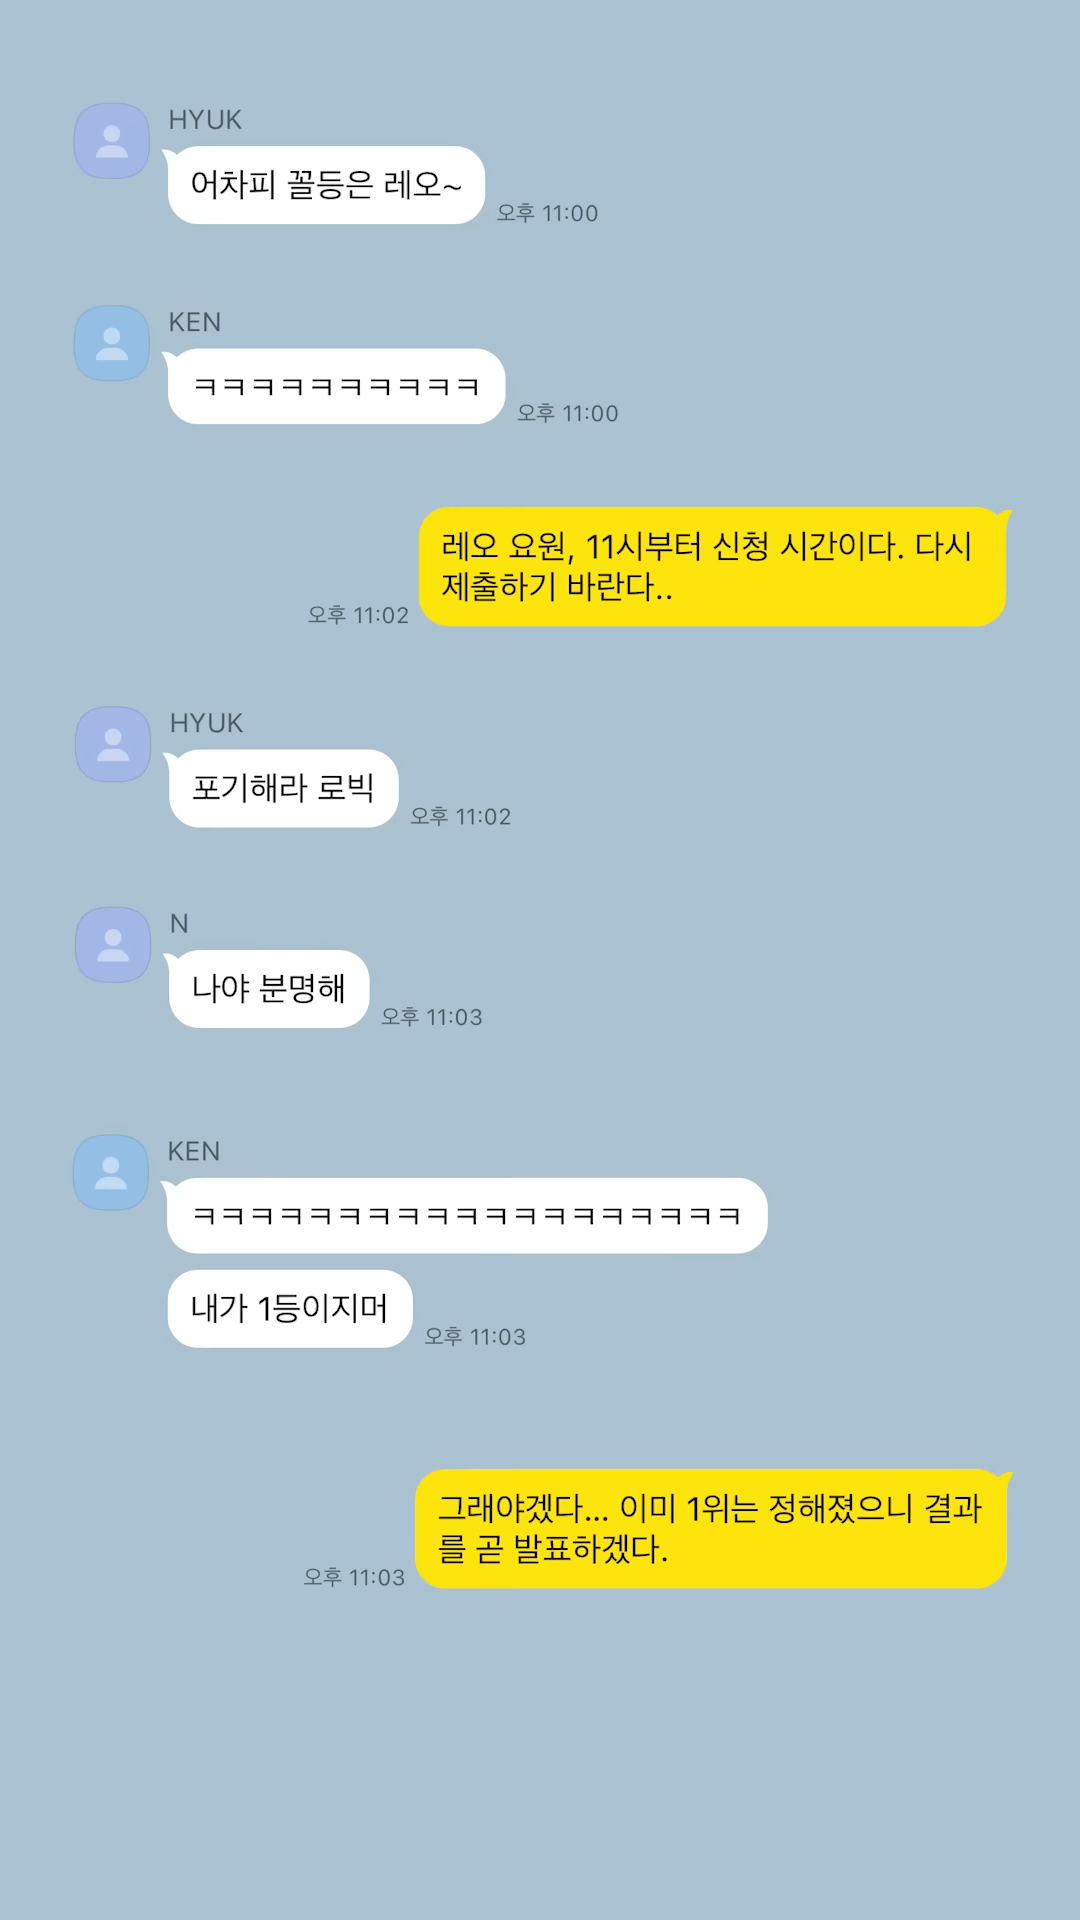 HYUK
어차피 꼴등은 레오~
오후 11:00
KEN
ㅋㅋㅋㅋㅋㅋㅋㅋㅋㅋ
오후 11:00
레오 요원, 11시부터 신청 시간이다. 다시
제출하기 바란다..
오후 11:02
HYUK
포기해라 로빅
오후 11:02
N
나야 분명해
오후 11:03
KEN
ㅋㅋㅋㅋㅋㅋㅋㅋㅋㅋㅋㅋㅋㅋㅋㅋㅋㅋㅋ
내가 1등이지머
오후 11:03
그래야겠다... 이미 1위는 정해졌으니 결과
를 곧 발표하겠다.
오후 11:03